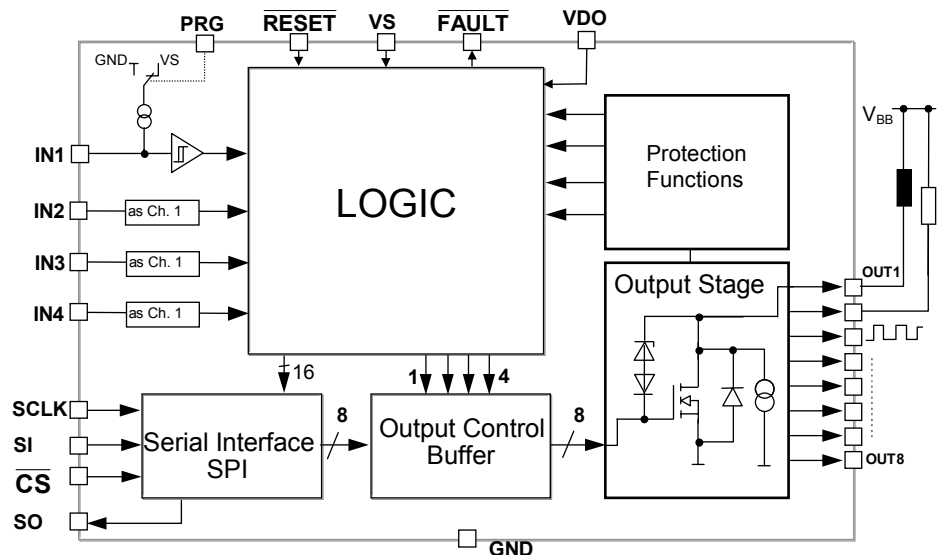 PRG
RESET
VS
FAULT
VDO
GND
VS
V_BB
IN1
LOGIC
Protection
Functions
IN2
as Ch. 1
IN3
as Ch. 1
IN4
as Ch. 1
Output Stage
OUT1
16
1
4
SCLK
SI
CS
SO
Serial Interface
SPI
8
Output Control
Buffer
8
OUT8
GND